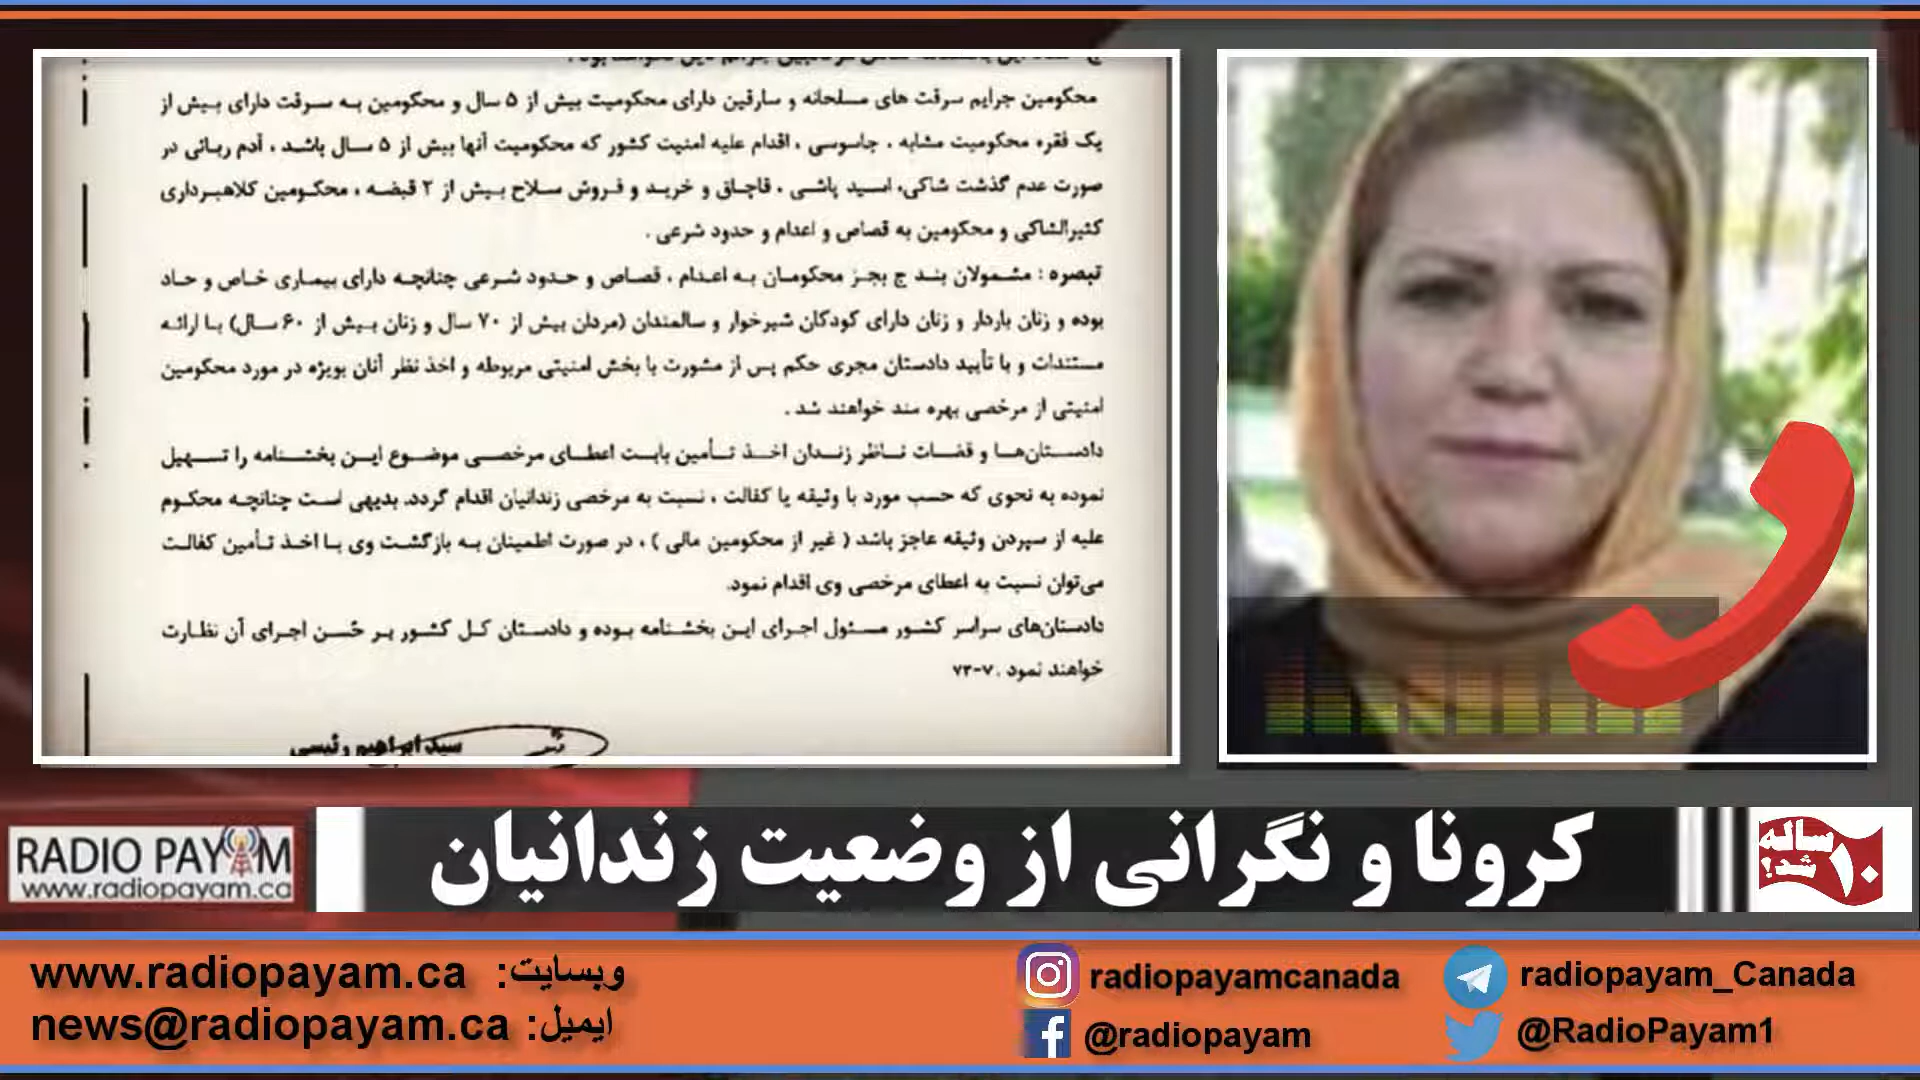 محکومین جرایم سرقت های مسلحانه و سارقین دارای محکومیت بیش از ۵ سال و محکومین به سرقت دارای بیش از
یک فقره محکومیت مشابه ، جاسوسی ، اقدام علیه امنیت کشور که محکومیت آنها بیش از ۵ سال باشد ، آدم ربائی در
صورت عدم گذشت شاکی، اسید پاشی ، قاچاق و خرید و فروش سلاح بیش از ۲ قبضه ، محکومین کلاهبرداری
کثیرالشاکی و محکومین به قصاص و اعدام و حدود شرعی .
تبصره : مشمولان بند ج بجز محکومان به اعدام ، قصاص و حدود شرعی چنانچه دارای بیماری خاص و حاد
بوده و زنان باردار و زنان دارای کودکان شیرخوار و سالمندان (مردان بیش از ۷۰ سال و زنان بیش از ۶۰ سال) با ارائه
مستندات و با تأیید دادستان مجری حکم پس از مشورت با بخش امنیتی مربوطه و اخذ نظر آنان بویژه در مورد محکومین
امنیتی از مرخصی بهره مند خواهند شد .
دادستان‌ها و قضات ناظر زندان اخذ تأمین بابت اعطای مرخصی موضوع این بخشنامه را تسهیل
نموده به نحوی که حسب مورد با وثیقه یا کفالت ، نسبت به مرخصی زندانیان اقدام گردد. بدیهی است چنانچه محکوم
علیه از سپردن وثیقه عاجز باشد ( غیر از محکومین مالی ) ، در صورت اطمینان به بازگشت وی با اخذ تأمین کفالت
می‌توان نسبت به اعطای مرخصی وی اقدام نمود.
دادستان‌های سراسر کشور مسئول اجرای این بخشنامه بوده و دادستان کل کشور بر حُسن اجرای آن نظارت
خواهند نمود .۷-۷۳
سید ابراهیم رئیسی
RADIO PAYAM
www.radiopayam.ca
کرونا و نگرانی از وضعیت زندانیان
۱۰ ساله شد!
وبسایت: www.radiopayam.ca
ایمیل: news@radiopayam.ca
radiopayamcanada
@radiopayam
radiopayam_Canada
@RadioPayam1